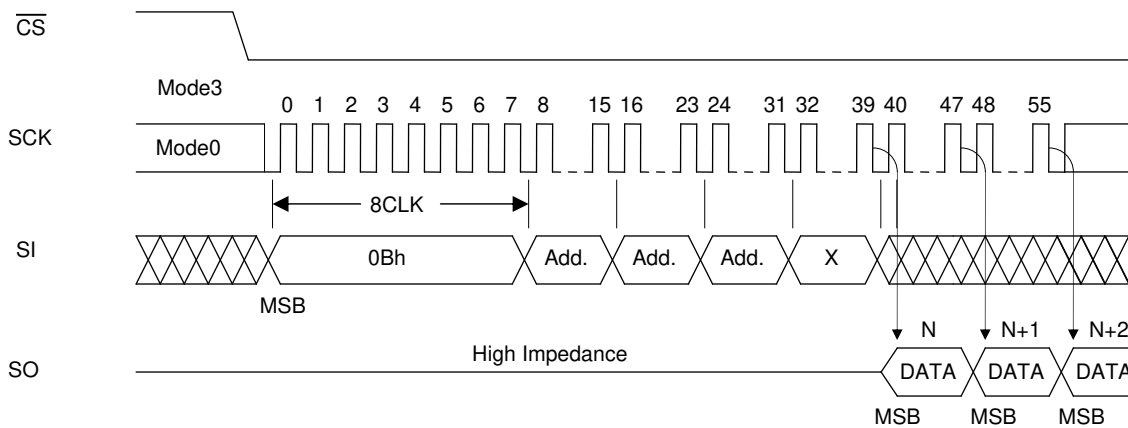 CS
Mode3
0 1 2 3 4 5 6 7 8 15 16 23 24 31 32 39 40 47 48 55
SCK
Mode0
8CLK
SI
0Bh Add. Add. Add. X
MSB
N N+1 N+2
High Impedance
SO
DATA DATA DATA
MSB MSB MSB